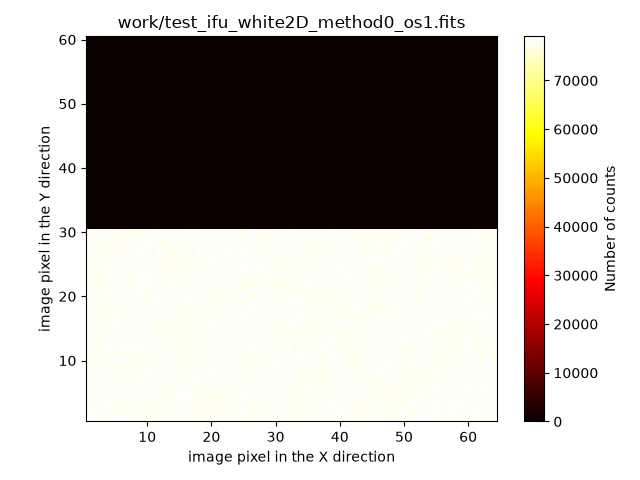 work/test_ifu_white2D_method0_os1.fits
60
50
40
30
20
10
image pixel in the Y direction
10 20 30 40 50 60
image pixel in the X direction
70000
60000
50000
40000
30000
20000
10000
0
Number of counts